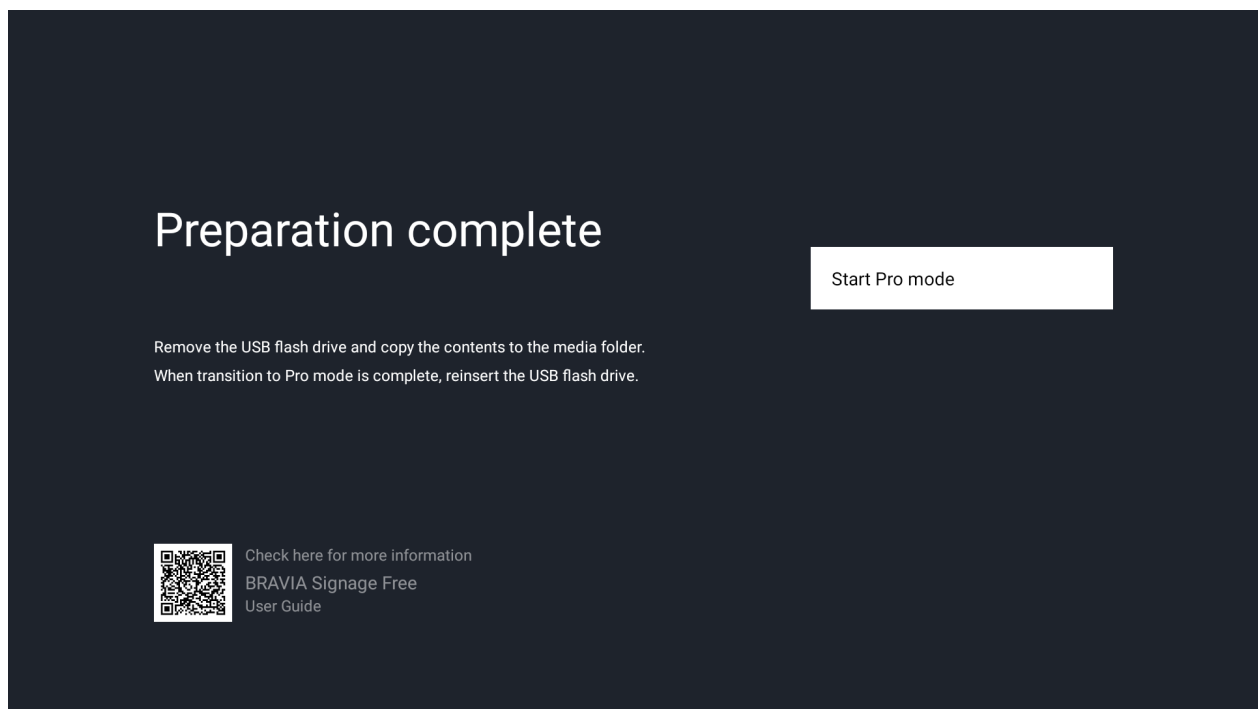 Preparation complete
Start Pro mode
Remove the USB flash drive and copy the contents to the media folder.
When transition to Pro mode is complete, reinsert the USB flash drive.
Check here for more information
BRAVIA Signage Free
User Guide